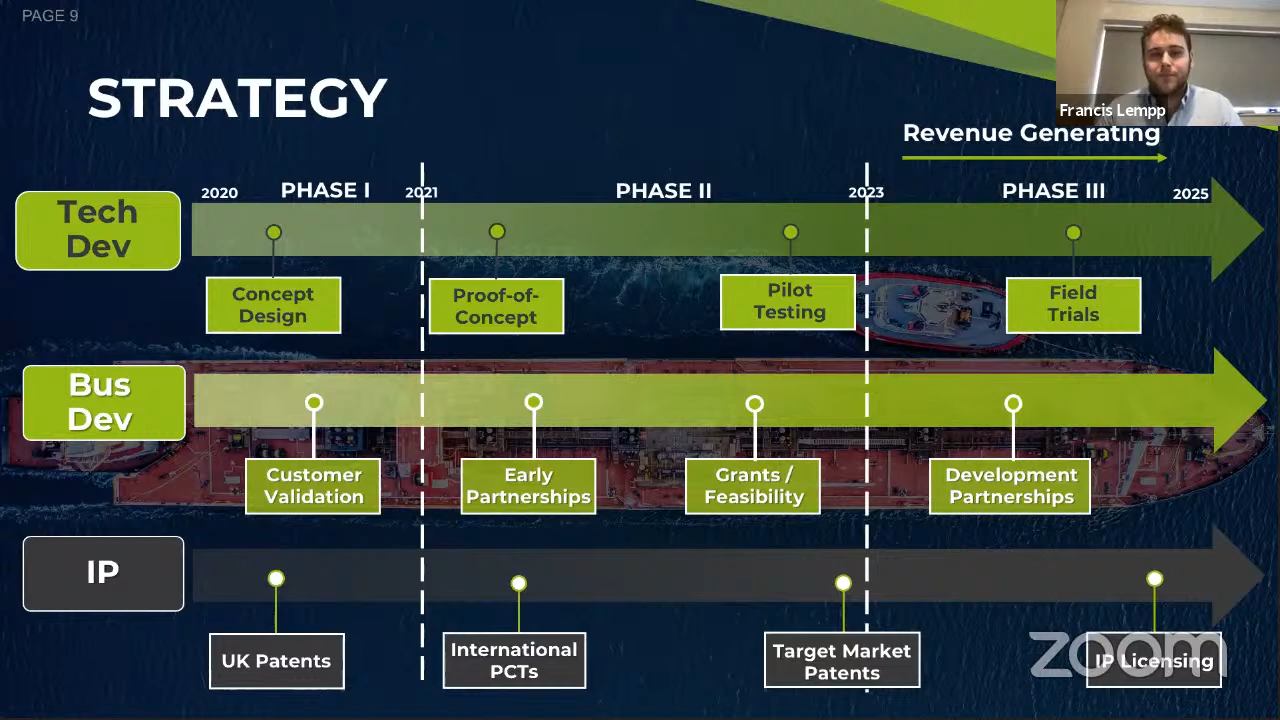 PAGE 9
STRATEGY
Francis Lempp
Revenue Generating
2020
PHASE I
2021
PHASE II
2023
PHASE III
2025
Tech
Dev
Concept
Design
Proof-of-
Concept
Pilot
Testing
Field
Trials
Bus
Dev
Customer
Validation
Early
Partnerships
Grants /
Feasibility
Development
Partnerships
IP
UK Patents
International
PCTs
Target Market
Patents
IP Licensing
zoom